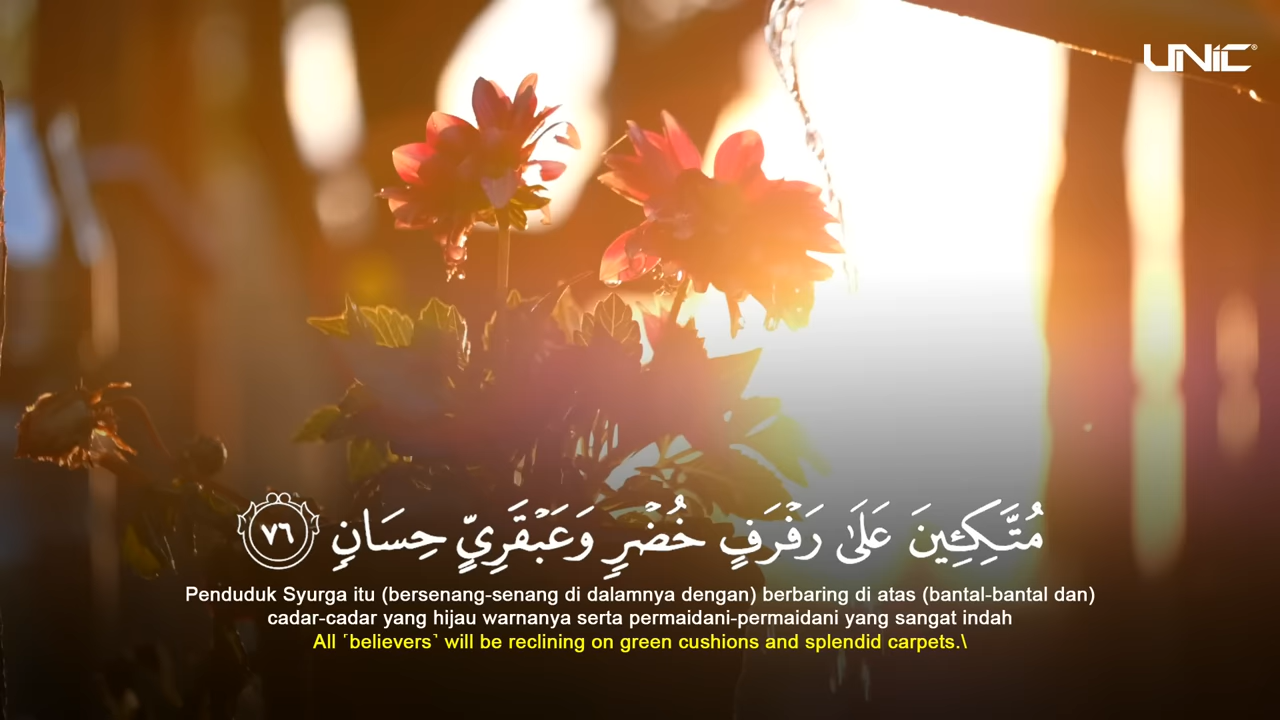 UNIC®
مُتَّكِـِٔينَ عَلَىٰ رَفۡرَفٍ خُضۡرٖ وَعَبۡقَرِيٍّ حِسَانٖ ٧٦
Penduduk Syurga itu (bersenang-senang di dalamnya dengan) berbaring di atas (bantal-bantal dan)
cadar-cadar yang hijau warnanya serta permaidani-permaidani yang sangat indah
All ˹believers˺ will be reclining on green cushions and splendid carpets.\